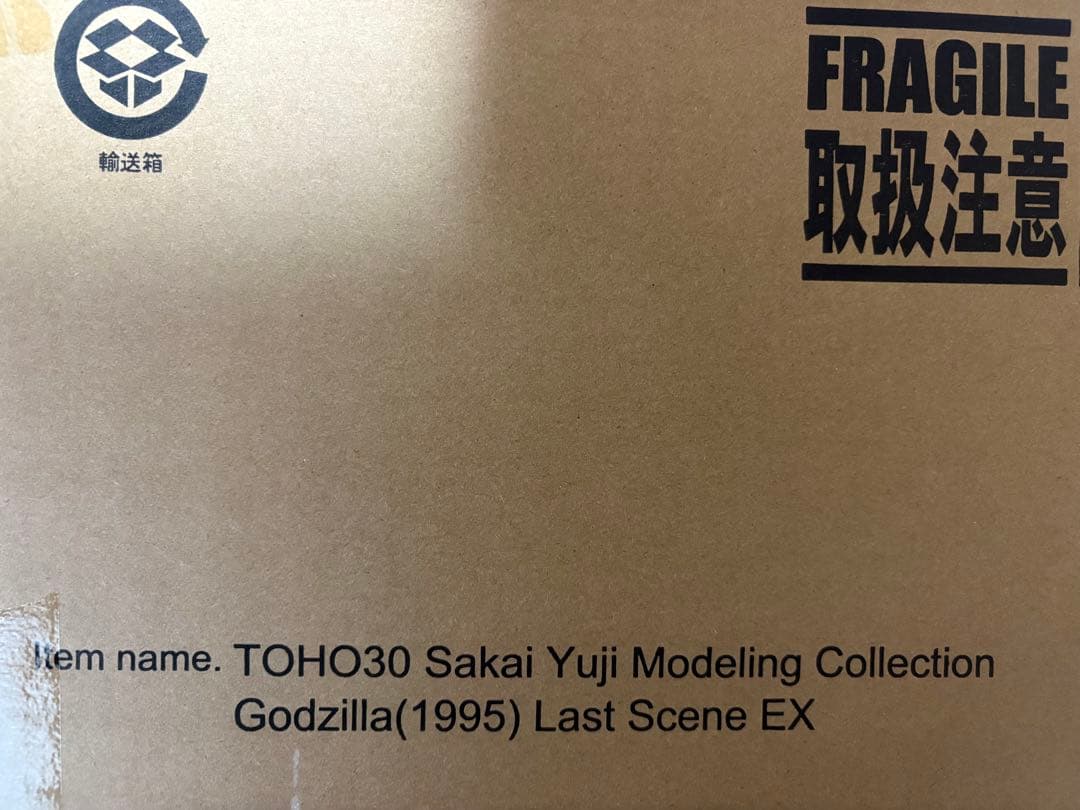 輸送箱
FRAGILE
取扱注意
Item name. TOHO30 Sakai Yuji Modeling Collection
Godzilla(1995) Last Scene EX